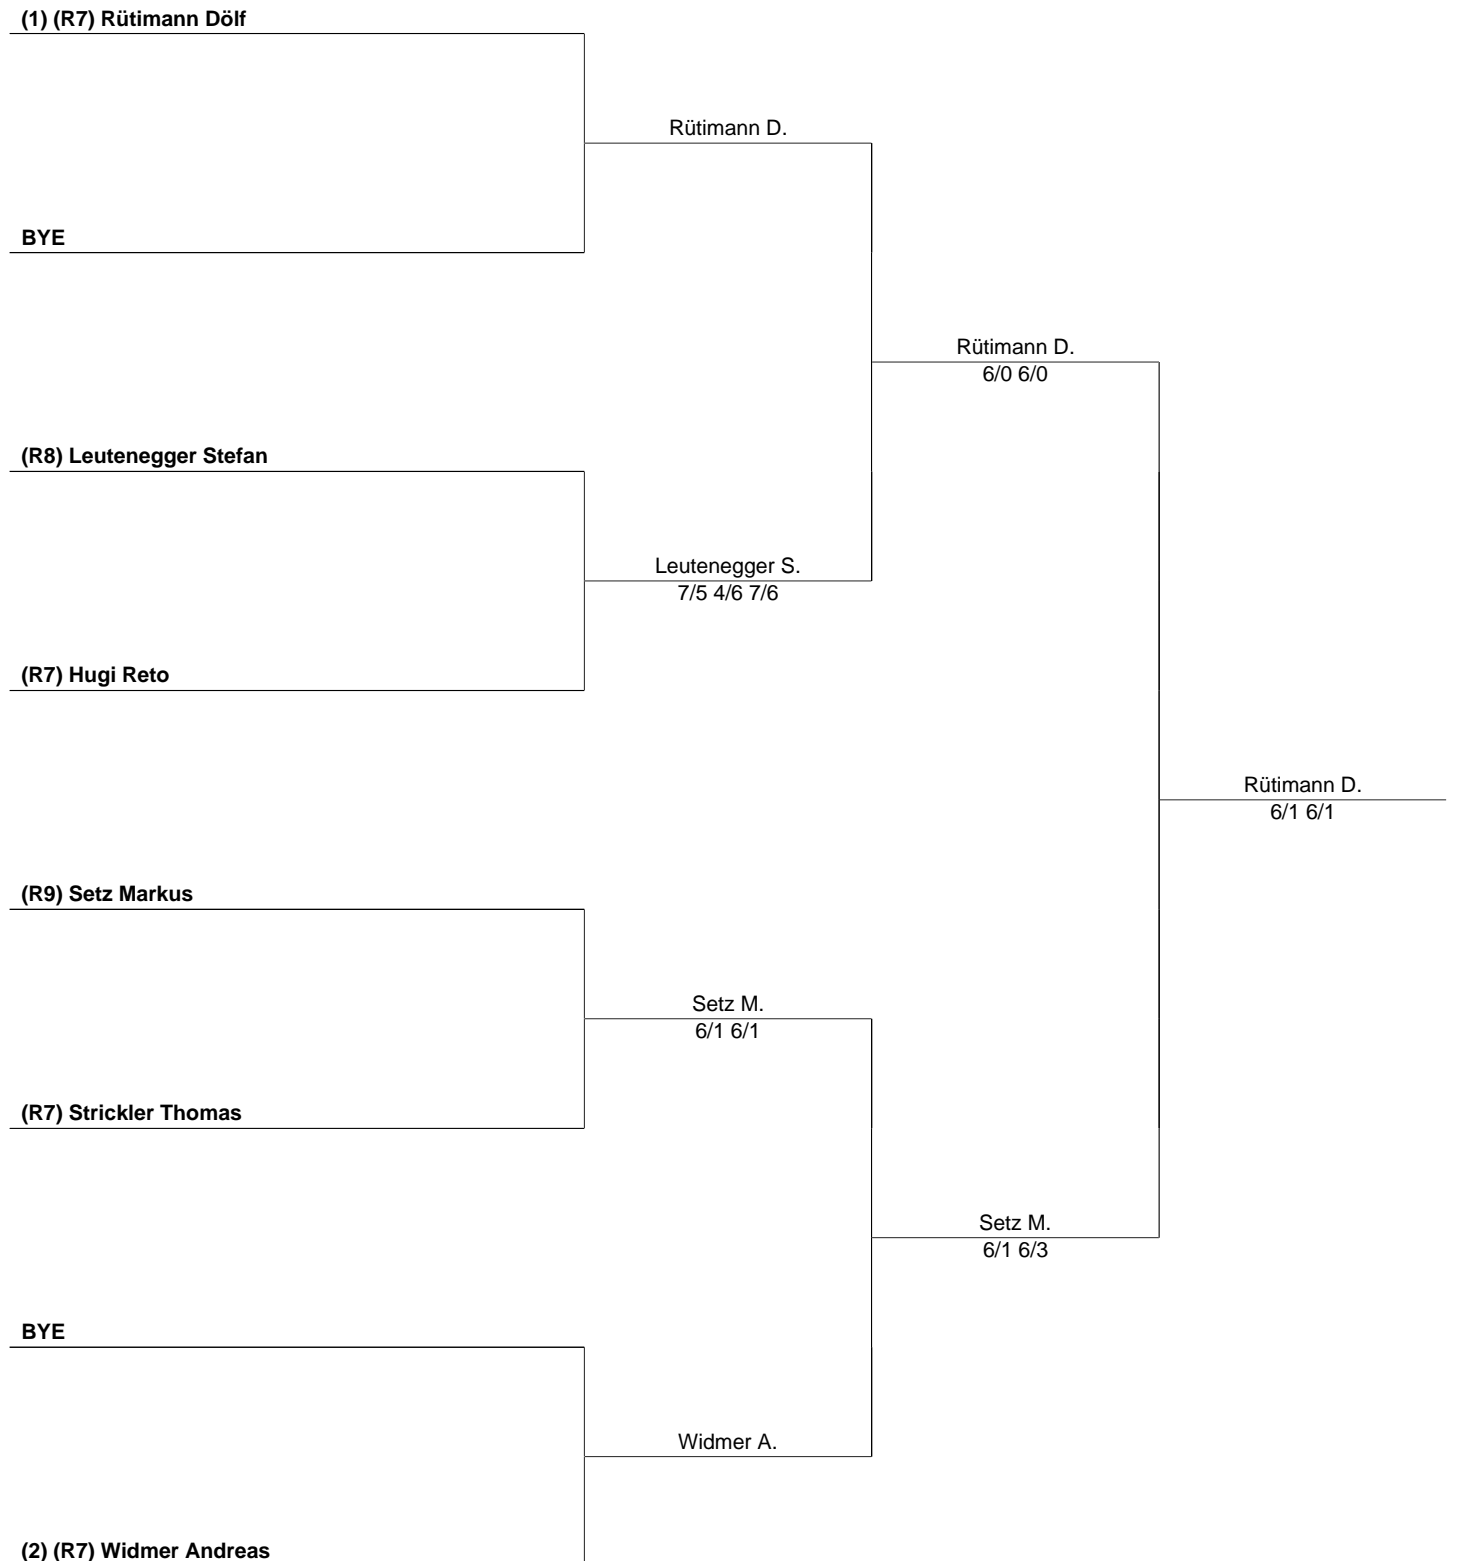 (1) (R7) Rütimann Dölf
Rütimann D.
BYE
Rütimann D.
6/0 6/0
(R8) Leutenegger Stefan
Leutenegger S.
7/5 4/6 7/6
(R7) Hugi Reto
Rütimann D.
6/1 6/1
(R9) Setz Markus
Setz M.
6/1 6/1
(R7) Strickler Thomas
Setz M.
6/1 6/3
BYE
Widmer A.
(2) (R7) Widmer Andreas